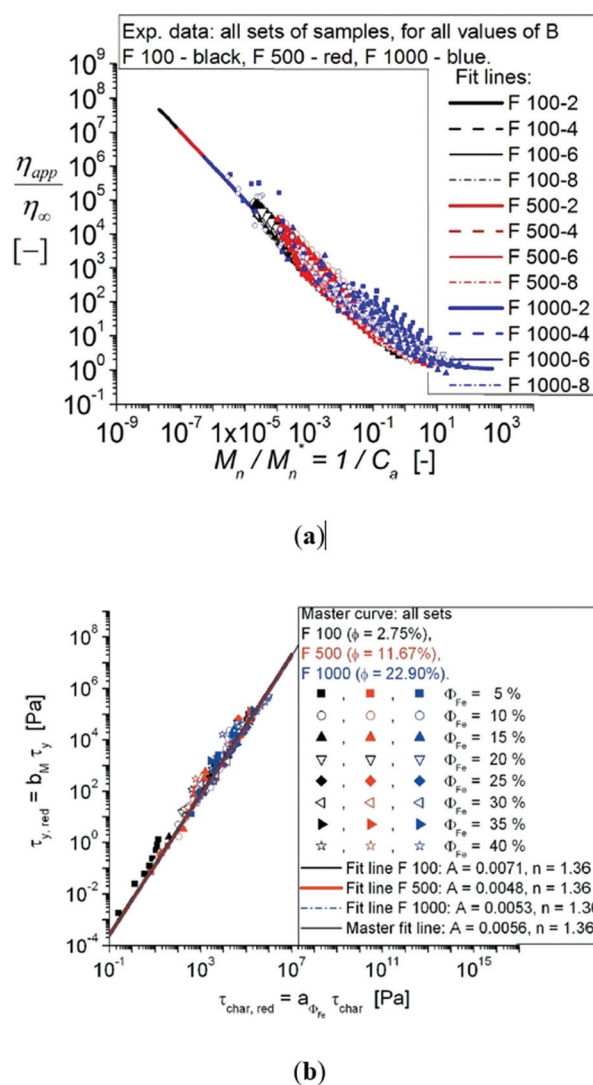 Exp. data: all sets of samples, for all values of B
F 100 - black, F 500 - red, F 1000 - blue.
Fit lines:
F 100-2
F 100-4
F 100-6
F 100-8
F 500-2
F 500-4
F 500-6
F 500-8
F 1000-2
F 1000-4
F 1000-6
F 1000-8
η_app
η_∞
[–]
10^9
10^8
10^7
10^6
10^5
10^4
10^3
10^2
10^1
10^0
10^-1
10^-9 10^-7 1x10^-5 10^-3 10^-1 10^1 10^3
M_n / M_n^* = 1 / C_a [-]
(a)
Master curve: all sets
F 100 (ϕ = 2.75%),
F 500 (ϕ = 11.67%),
F 1000 (ϕ = 22.90%).
■ , ■ , ■ Φ_Fe = 5 %
○ , ○ , ○ Φ_Fe = 10 %
▲ , ▲ , ▲ Φ_Fe = 15 %
▽ , ▽ , ▽ Φ_Fe = 20 %
◆ , ◆ , ◆ Φ_Fe = 25 %
◁ , ◁ , ◁ Φ_Fe = 30 %
▶ , ▶ , ▶ Φ_Fe = 35 %
☆ , ☆ , ☆ Φ_Fe = 40 %
Fit line F 100: A = 0.0071, n = 1.36
Fit line F 500: A = 0.0048, n = 1.36
Fit line F 1000: A = 0.0053, n = 1.36
Master fit line: A = 0.0056, n = 1.36
τ_y, red = b_M τ_y [Pa]
10^8
10^6
10^4
10^2
10^0
10^-2
10^-4
10^-1 10^3 10^7 10^11 10^15
τ_char, red = a_Φ_Fe τ_char [Pa]
(b)